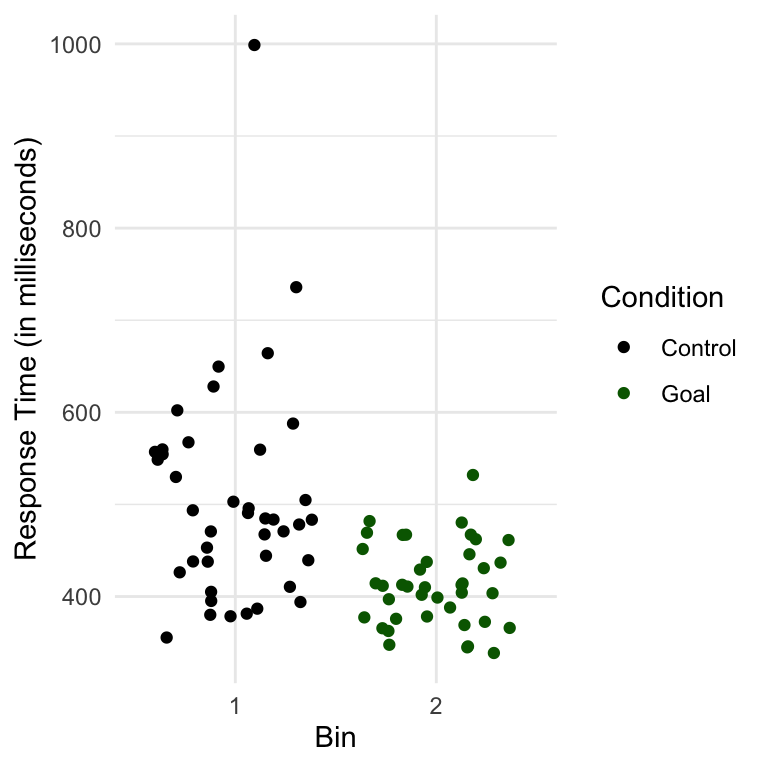 1000
800
600
400
Response Time (in milliseconds)
1
2
Bin
Condition
Control
Goal